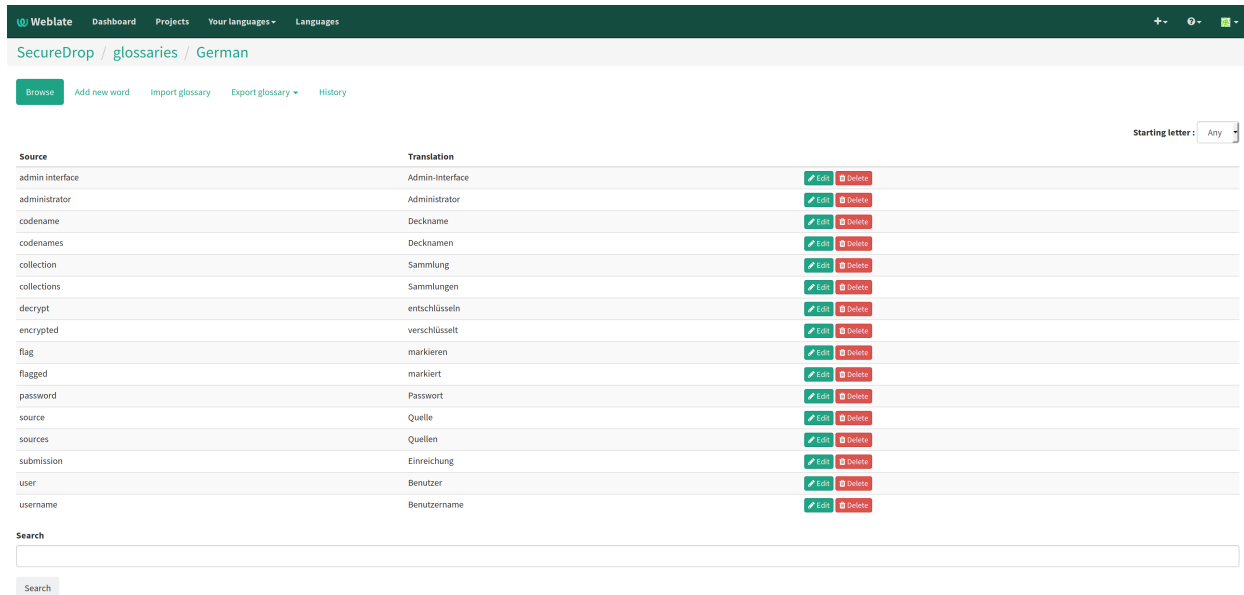 Weblate Dashboard Projects Your languages Languages
SecureDrop / glossaries / German
Browse Add new word Import glossary Export glossary History
Starting letter : Any
Source Translation
admin interface Admin-Interface Edit Delete
administrator Administrator Edit Delete
codename Deckname Edit Delete
codenames Decknamen Edit Delete
collection Sammlung Edit Delete
collections Sammlungen Edit Delete
decrypt entschlüsseln Edit Delete
encrypted verschlüsselt Edit Delete
flag markieren Edit Delete
flagged markiert Edit Delete
password Passwort Edit Delete
source Quelle Edit Delete
sources Quellen Edit Delete
submission Einreichung Edit Delete
user Benutzer Edit Delete
username Benutzername Edit Delete
Search
Search